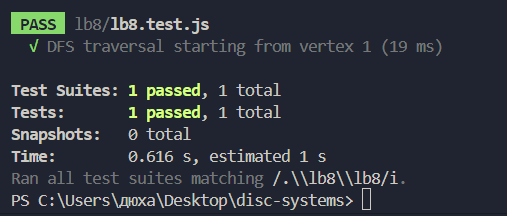 PASS lb8/lb8.test.js
√ DFS traversal starting from vertex 1 (19 ms)
Test Suites: 1 passed, 1 total
Tests: 1 passed, 1 total
Snapshots: 0 total
Time: 0.616 s, estimated 1 s
Ran all test suites matching /.\\lb8\\lb8/i.
PS C:\Users\дюха\Desktop\disc-systems>